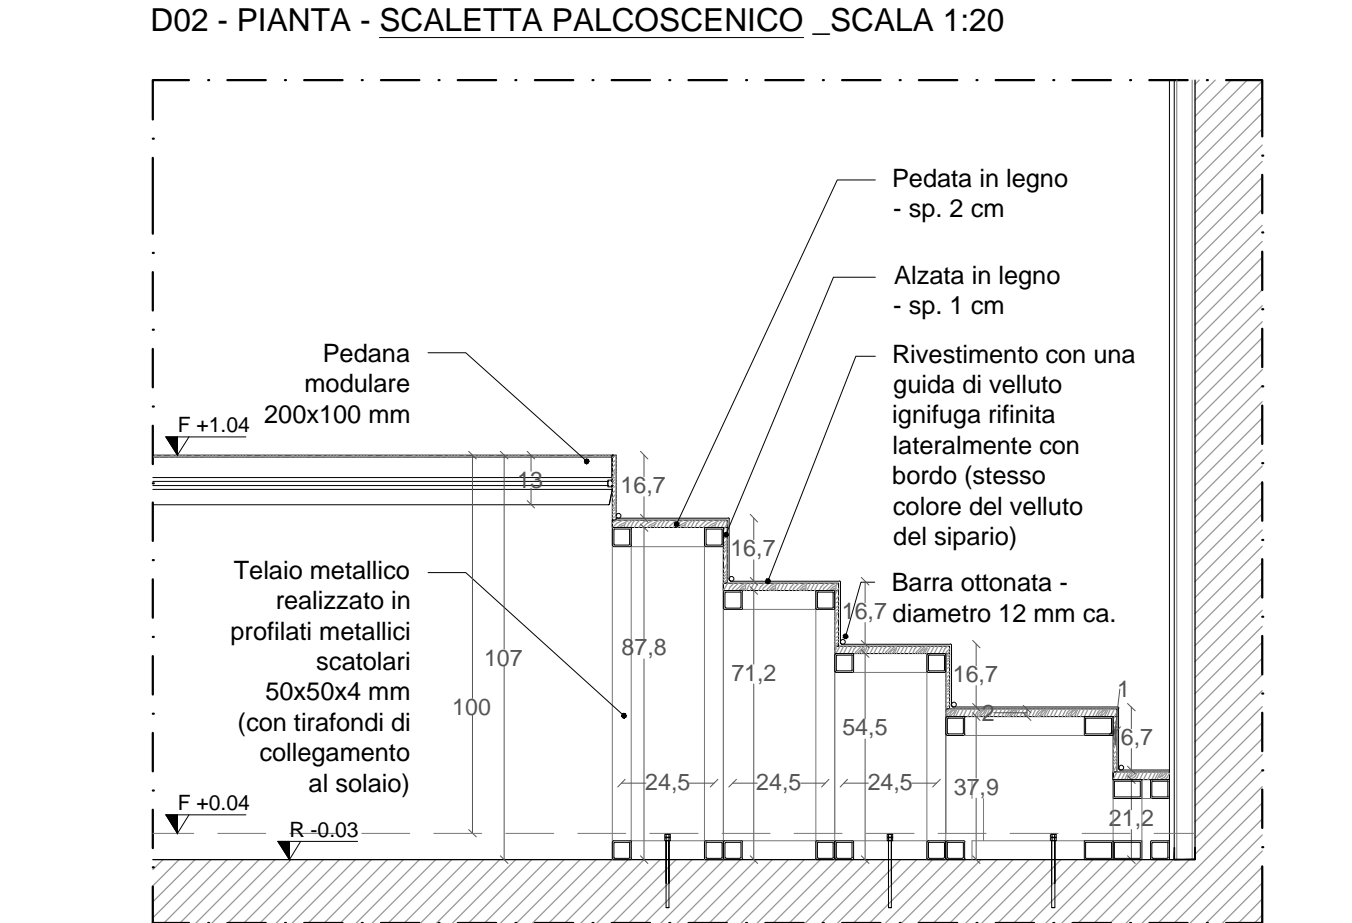 D02 - PIANTA - SCALETTA PALCOSCENICO _SCALA 1:20
Pedata in legno
- sp. 2 cm
Alzata in legno
- sp. 1 cm
Rivestimento con una
guida di velluto
ignifuga rifinita
lateralmente con
bordo (stesso
colore del velluto
del sipario)
Barra ottonata -
diametro 12 mm ca.
Pedana
modulare
200x100 mm
F +1.04
13
16,7
16,7
16,7
16,7
1
2
6,7
Telaio metallico
realizzato in
profilati metallici
scatolari
50x50x4 mm
(con tirafondi di
collegamento
al solaio)
107
100
87,8
71,2
54,5
37,9
21,2
24,5
24,5
24,5
F +0.04
R -0.03